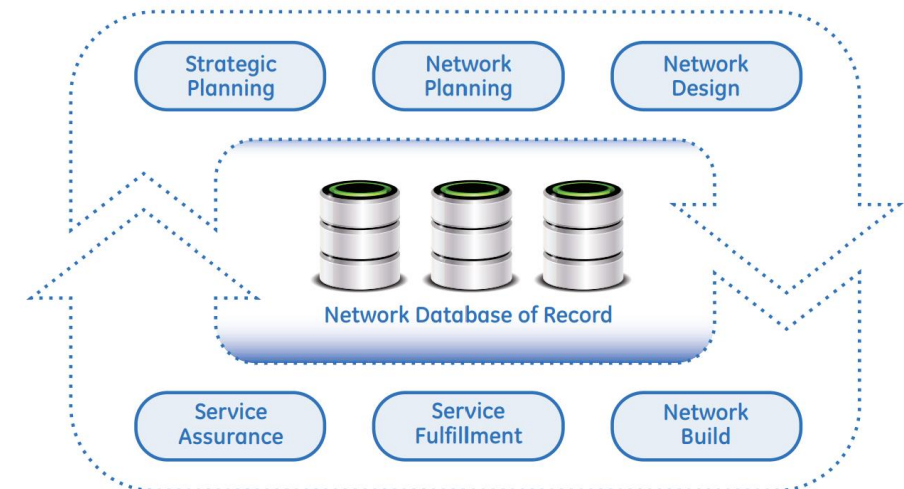 Strategic
Planning
Network
Planning
Network
Design
Network Database of Record
Service
Assurance
Service
Fulfillment
Network
Build